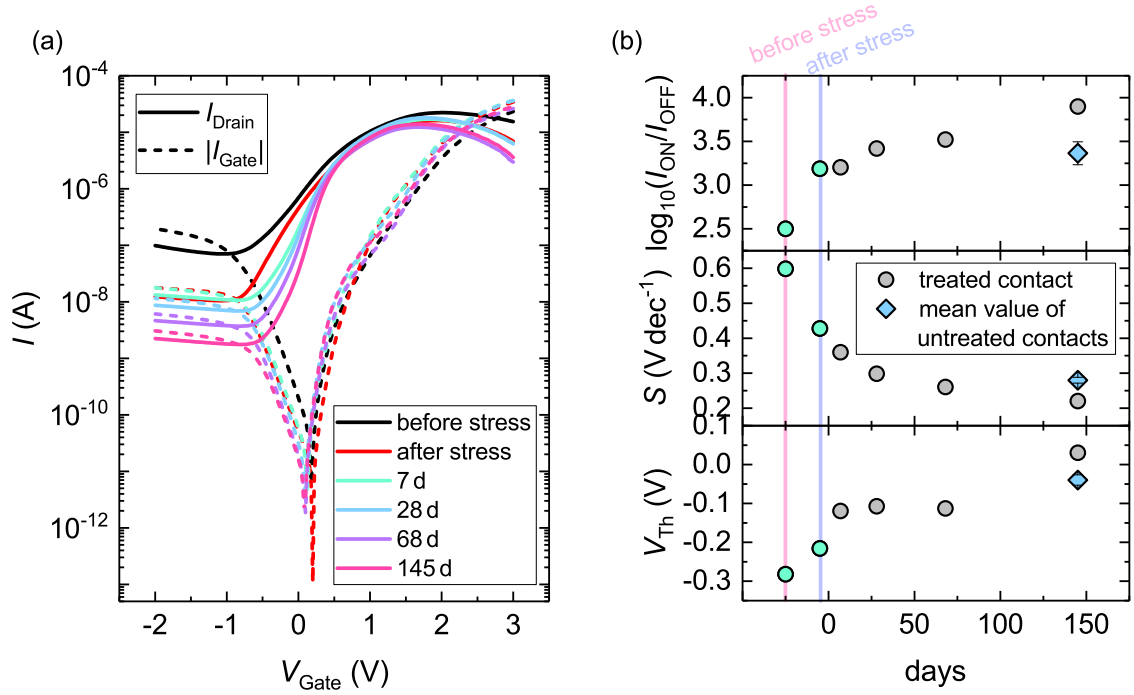 (a)
10⁻⁴
10⁻⁶
10⁻⁸
10⁻¹⁰
10⁻¹²
I (A)
I_Drain
|I_Gate|
before stress
after stress
7 d
28 d
68 d
145 d
-2 -1 0 1 2 3
V_Gate (V)
(b)
before stress
after stress
4.0
3.5
3.0
2.5
log₁₀(I_ON/I_OFF)
0.6
0.5
0.4
0.3
0.2
0.1
S (V dec⁻¹)
treated contact
mean value of
untreated contacts
0.0
-0.1
-0.2
-0.3
V_Th (V)
0 50 100 150
days